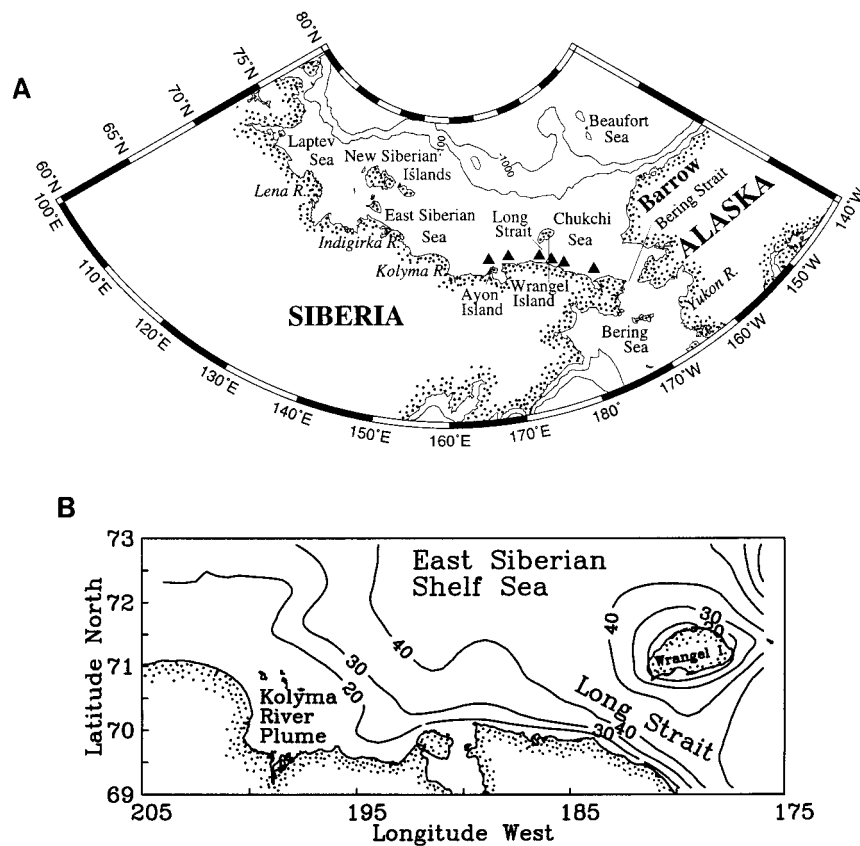 A
80°N
75°N
70°N
65°N
60°N
100°E
110°E
120°E
130°E
140°E
150°E
160°E
170°E
180°
170°W
160°W
150°W
140°W
Laptev
Sea
New Siberian
Islands
100
-1000
Beaufort
Sea
Lena R.
East Siberian
Sea
Indigirka R.
Kolyma R.
Long
Strait
Chukchi
Sea
Barrow
Bering Strait
ALASKA
Yukon R.
Ayon
Island
Wrangel
Island
Bering
Sea
SIBERIA
B
73
72
71
70
69
Latitude North
East Siberian
Shelf Sea
40
30
30
Wrangel I.
40
30
20
Kolyma
River
Plume
Long Strait
40
30
205
195
185
175
Longitude West